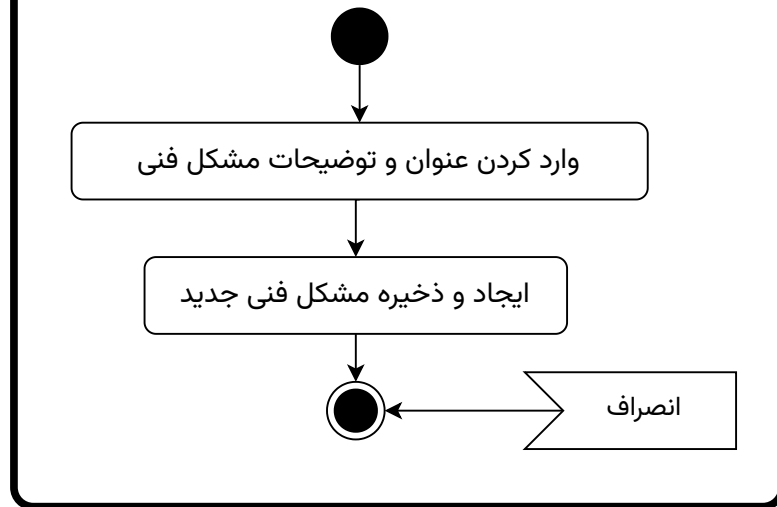 وارد کردن عنوان و توضیحات مشکل فنی
ایجاد و ذخیره مشکل فنی جدید
انصراف